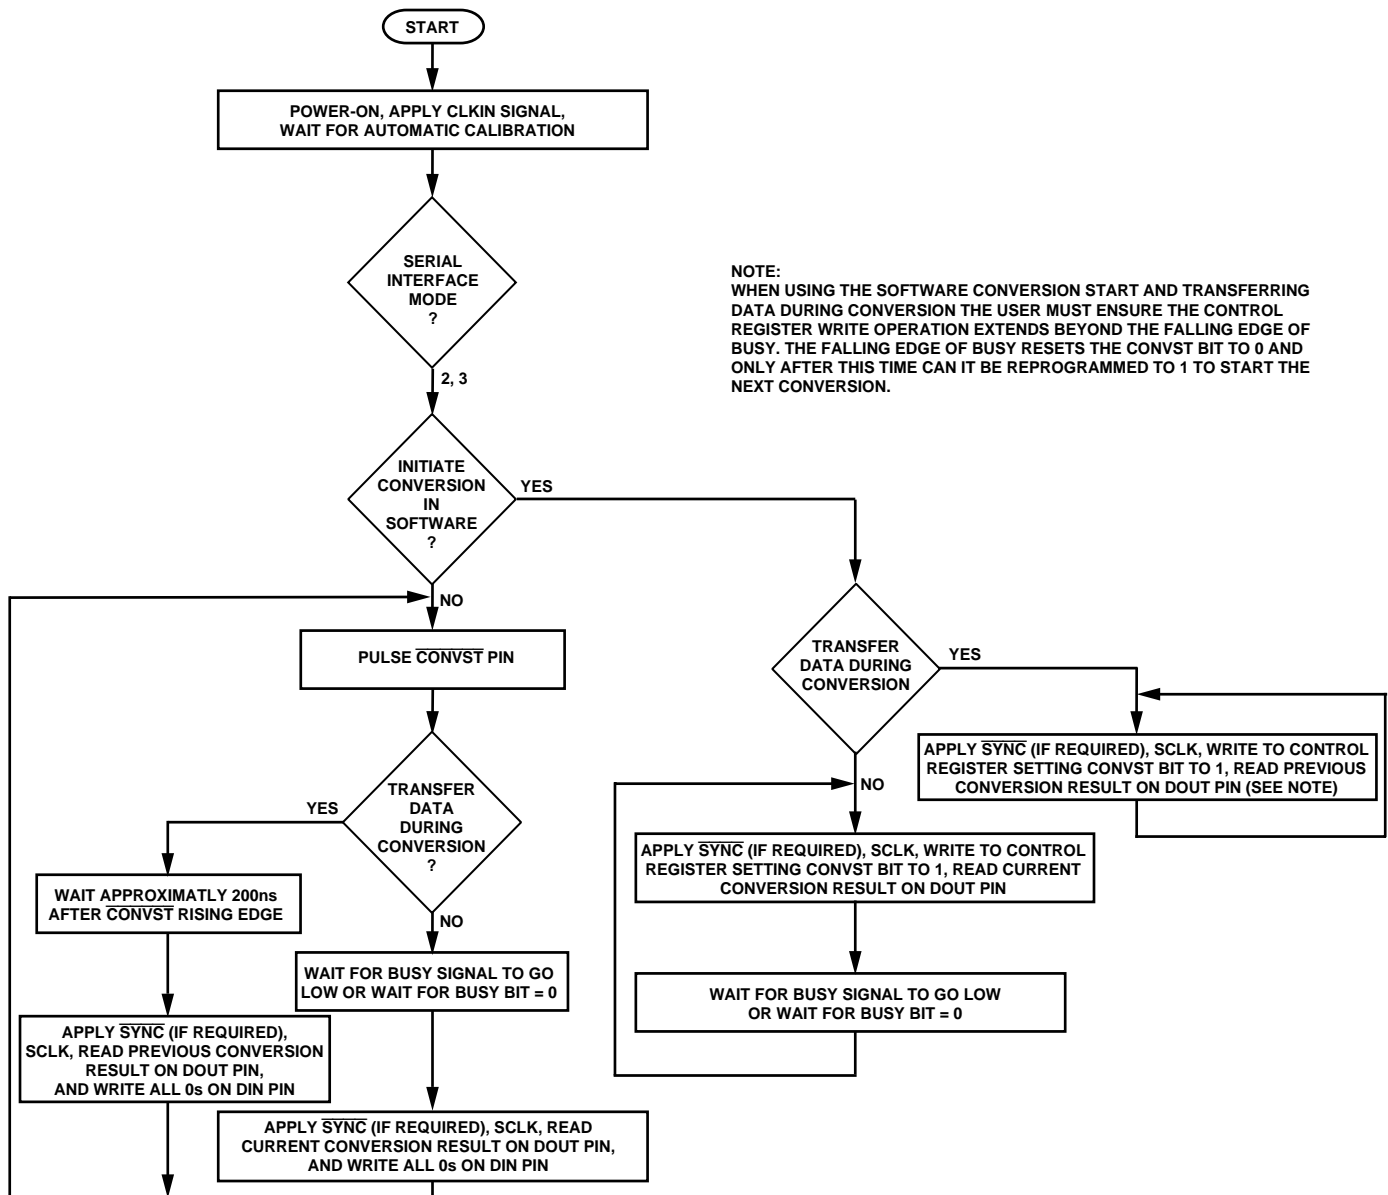 START
POWER-ON, APPLY CLKIN SIGNAL,
WAIT FOR AUTOMATIC CALIBRATION
SERIAL
INTERFACE
MODE
?
2, 3
NOTE:
WHEN USING THE SOFTWARE CONVERSION START AND TRANSFERRING
DATA DURING CONVERSION THE USER MUST ENSURE THE CONTROL
REGISTER WRITE OPERATION EXTENDS BEYOND THE FALLING EDGE OF
BUSY. THE FALLING EDGE OF BUSY RESETS THE CONVST BIT TO 0 AND
ONLY AFTER THIS TIME CAN IT BE REPROGRAMMED TO 1 TO START THE
NEXT CONVERSION.
INITIATE
CONVERSION
IN
SOFTWARE
?
YES
NO
PULSE CONVST PIN
TRANSFER
DATA
DURING
CONVERSION
?
YES
WAIT APPROXIMATLY 200ns
AFTER CONVST RISING EDGE
APPLY SYNC (IF REQUIRED),
SCLK, READ PREVIOUS CONVERSION
RESULT ON DOUT PIN,
AND WRITE ALL 0s ON DIN PIN
NO
WAIT FOR BUSY SIGNAL TO GO
LOW OR WAIT FOR BUSY BIT = 0
APPLY SYNC (IF REQUIRED), SCLK, READ
CURRENT CONVERSION RESULT ON DOUT PIN,
AND WRITE ALL 0s ON DIN PIN
TRANSFER
DATA DURING
CONVERSION
YES
APPLY SYNC (IF REQUIRED), SCLK, WRITE TO CONTROL
REGISTER SETTING CONVST BIT TO 1, READ PREVIOUS
CONVERSION RESULT ON DOUT PIN (SEE NOTE)
NO
APPLY SYNC (IF REQUIRED), SCLK, WRITE TO CONTROL
REGISTER SETTING CONVST BIT TO 1, READ CURRENT
CONVERSION RESULT ON DOUT PIN
WAIT FOR BUSY SIGNAL TO GO LOW
OR WAIT FOR BUSY BIT = 0